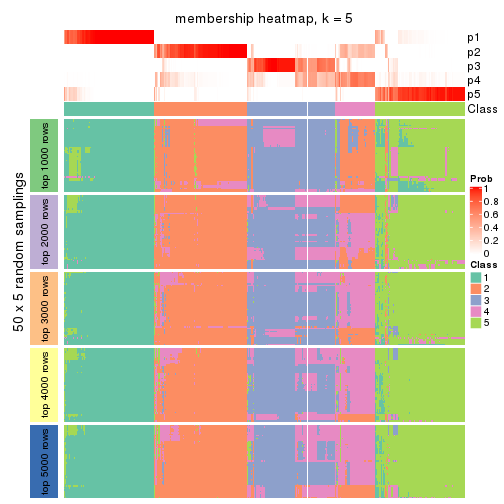 membership heatmap, k = 5
p1
p2
p3
p4
p5
Class
50 x 5 random samplings
top 1000 rows
top 2000 rows
top 3000 rows
top 4000 rows
top 5000 rows
Prob
1
0.8
0.6
0.4
0.2
0
Class
1
2
3
4
5